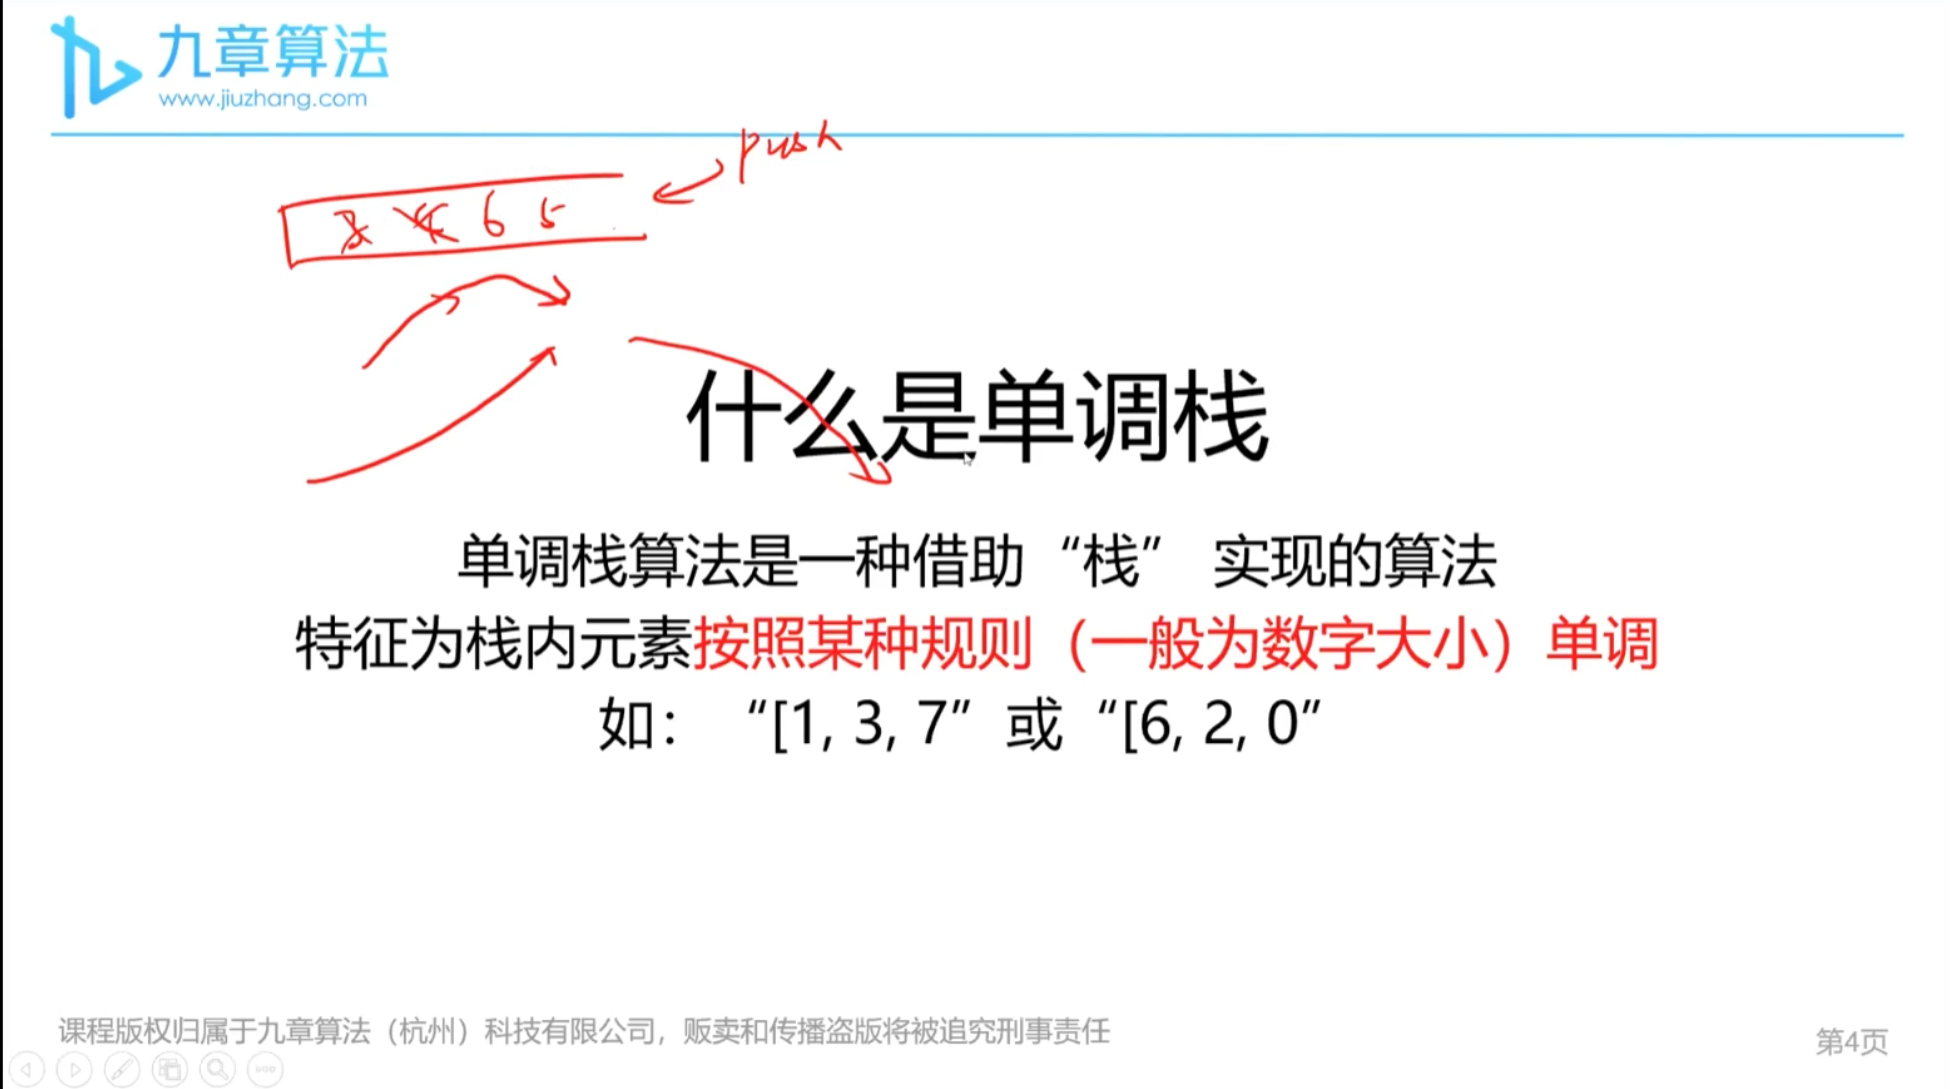 九章算法
www.jiuzhang.com
push
6 5
什么是单调栈
单调栈算法是一种借助“栈” 实现的算法
特征为栈内元素按照某种规则（一般为数字大小）单调
如： “[1, 3, 7”或“[6, 2, 0”
课程版权归属于九章算法（杭州）科技有限公司，贩卖和传播盗版将被追究刑事责任
第4页